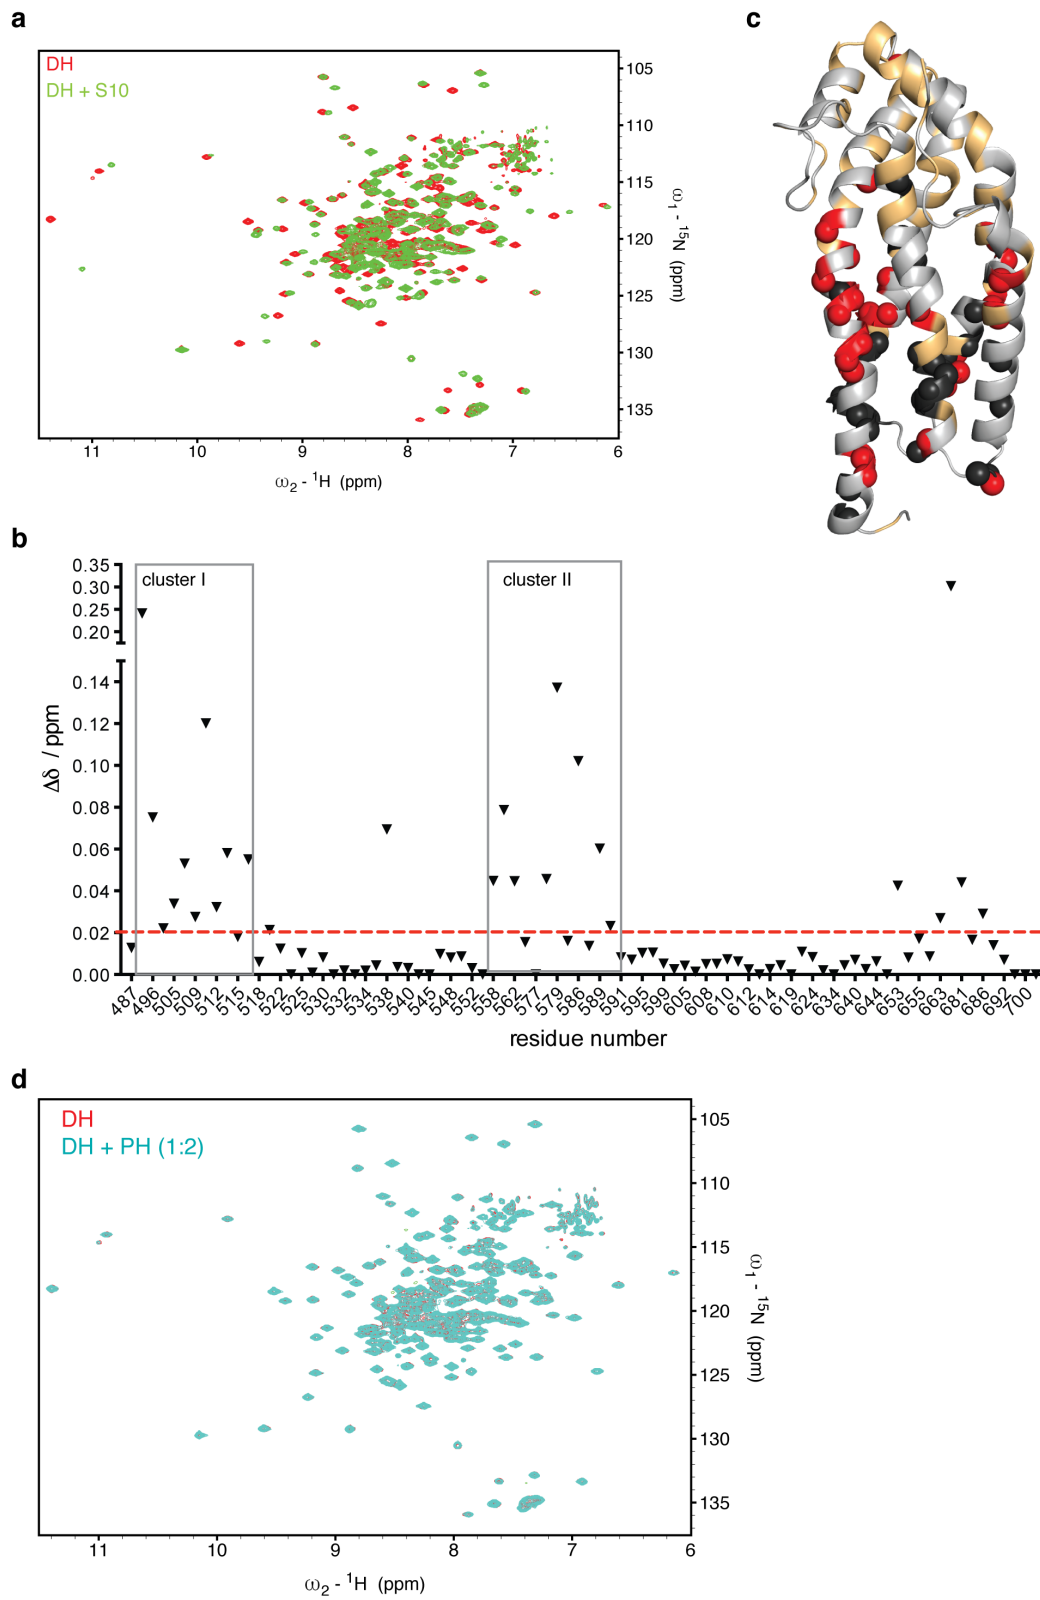 a
DH
DH + S10
105
110
115
120
125
130
135
ω1 - 15N (ppm)
11 10 9 8 7 6
ω2 - 1H (ppm)
c
b
cluster I
cluster II
0.35
0.30
0.25
0.20
0.14
0.12
0.10
0.08
0.06
0.04
0.02
0.00
Δδ / ppm
487 496 505 509 512 515 518 522 525 530 532 534 538 540 545 548 552 558 562 577 579 586 589 591 595 599 605 608 610 612 614 619 624 634 640 644 653 655 663 681 686 692 700
residue number
d
DH
DH + PH (1:2)
105
110
115
120
125
130
135
ω1 - 15N (ppm)
11 10 9 8 7 6
ω2 - 1H (ppm)